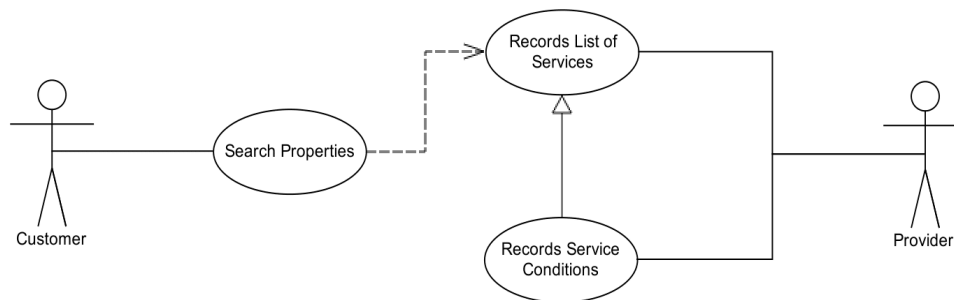 Records List of
Services
Search Properties
Customer
Provider
Records Service
Conditions